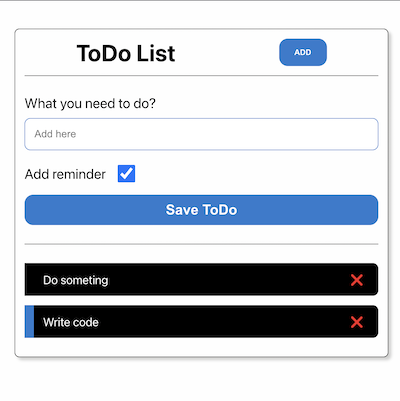 ToDo List
ADD
What you need to do?
Add here
Add reminder
Save ToDo
Do someting
Write code